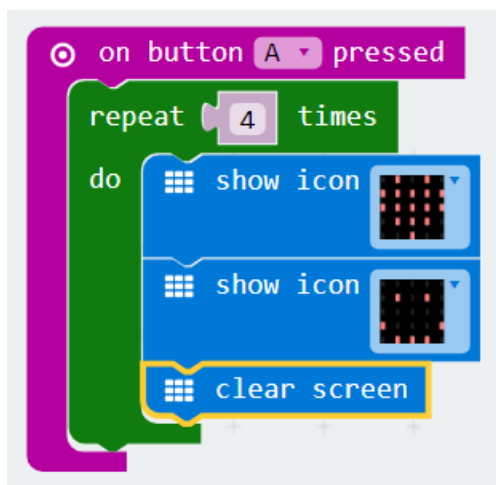 on button A pressed
repeat 4 times
do show icon
show icon
clear screen